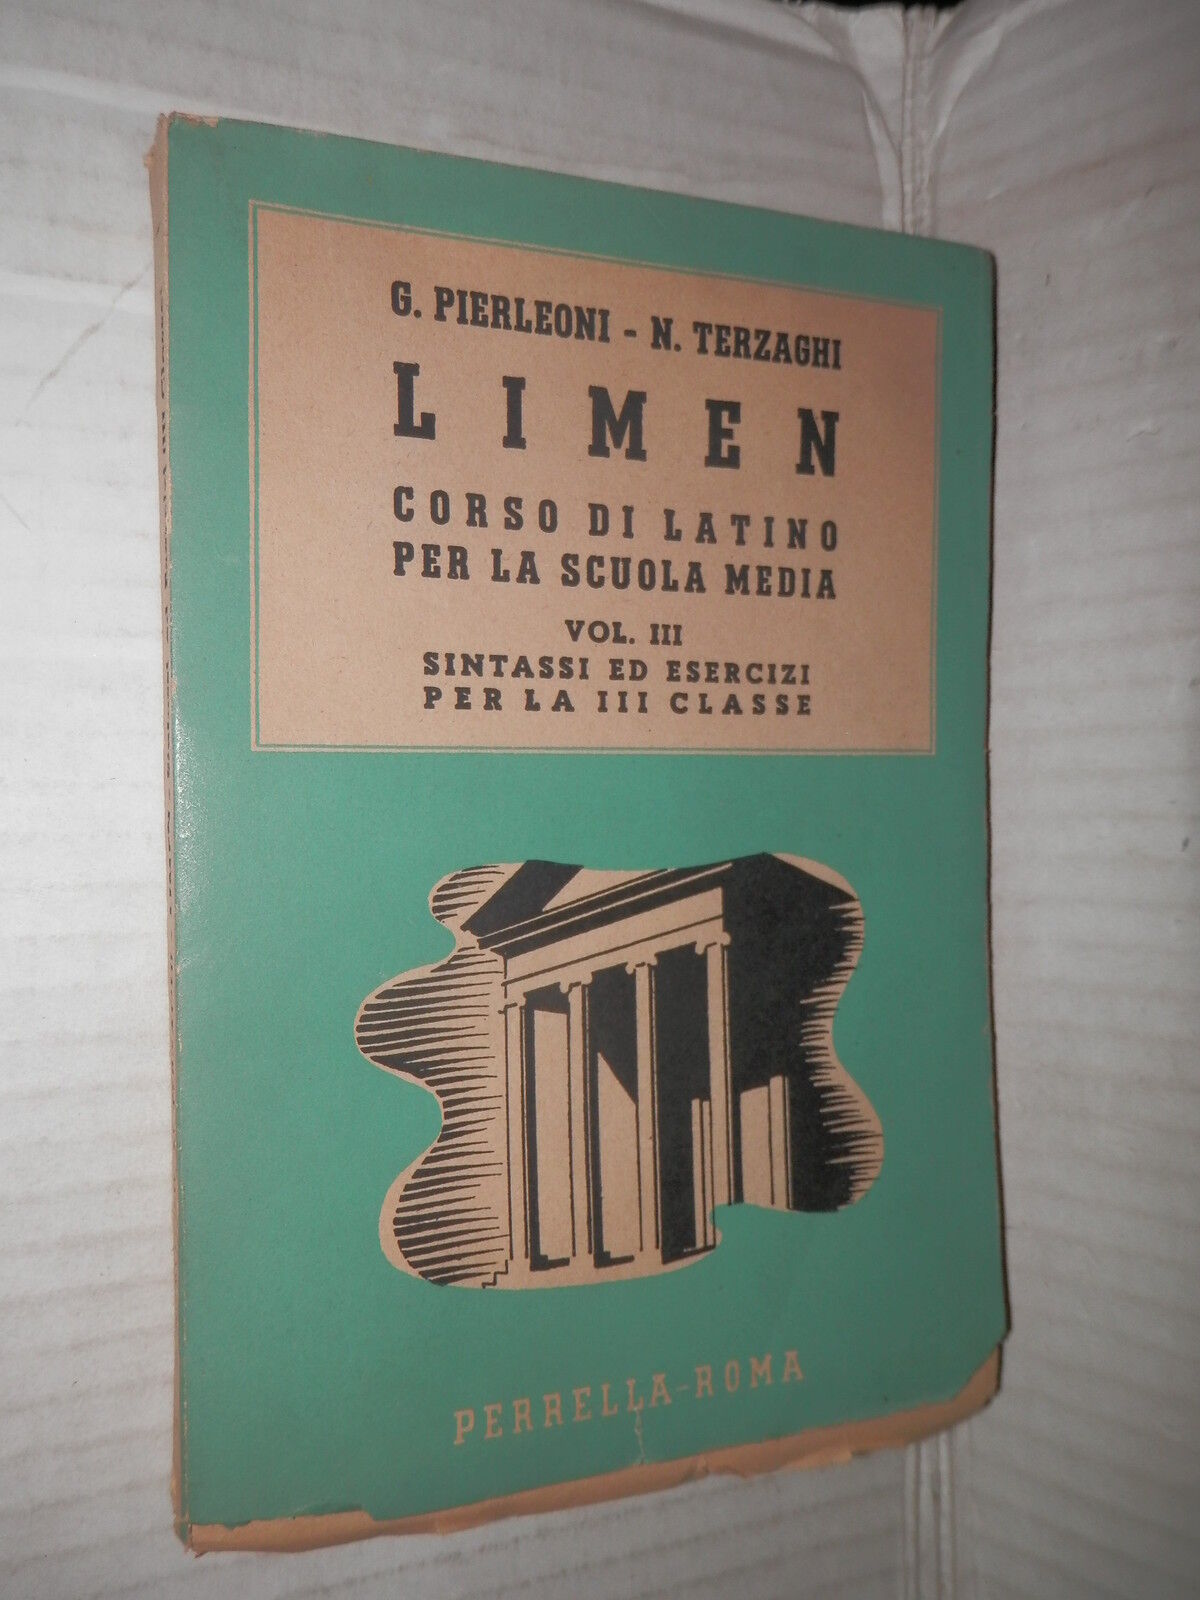 G. PIERLEONI - N. TERZAGHI
LIMEN
CORSO DI LATINO
PER LA SCUOLA MEDIA
VOL. III
SINTASSI ED ESERCIZI
PER LA III CLASSE
PERRELLA - ROMA